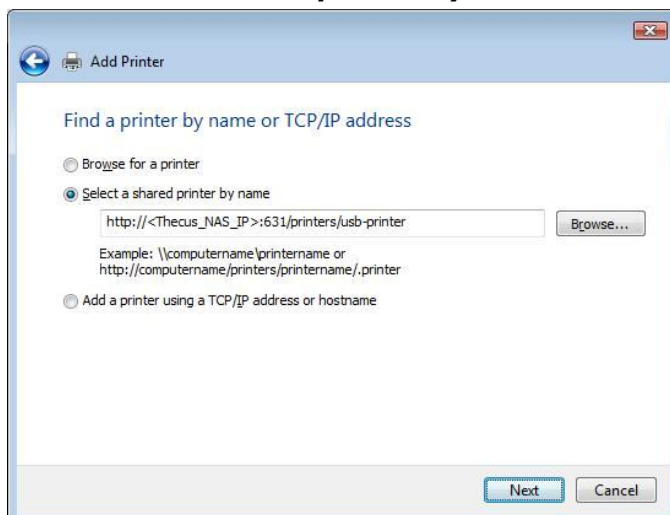 Add Printer
Find a printer by name or TCP/IP address
Browse for a printer
Select a shared printer by name
http://<Thecus_NAS_IP>:631/printers/usb-printer
Browse...
Example: \\computername\printername or
http://computername/printers/printername/.printer
Add a printer using a TCP/IP address or hostname
Next Cancel